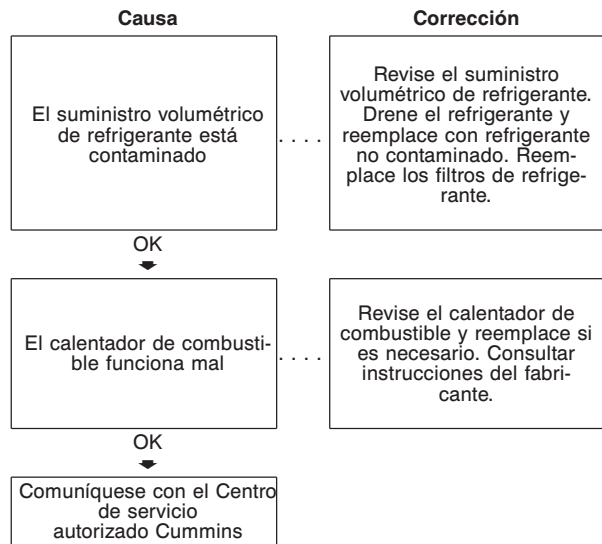 Causa
Corrección
El suministro volumétrico
de refrigerante está
contaminado
. . . .
Revise el suministro
volumétrico de refrigerante.
Drene el refrigerante y
reemplace con refrigerante
no contaminado. Reem-
place los filtros de refrige-
rante.
OK
El calentador de combusti-
ble funciona mal
. . . .
Revise el calentador de
combustible y reemplace si
es necesario. Consultar
instrucciones del fabri-
cante.
OK
Comuníquese con el Centro
de servicio
autorizado Cummins